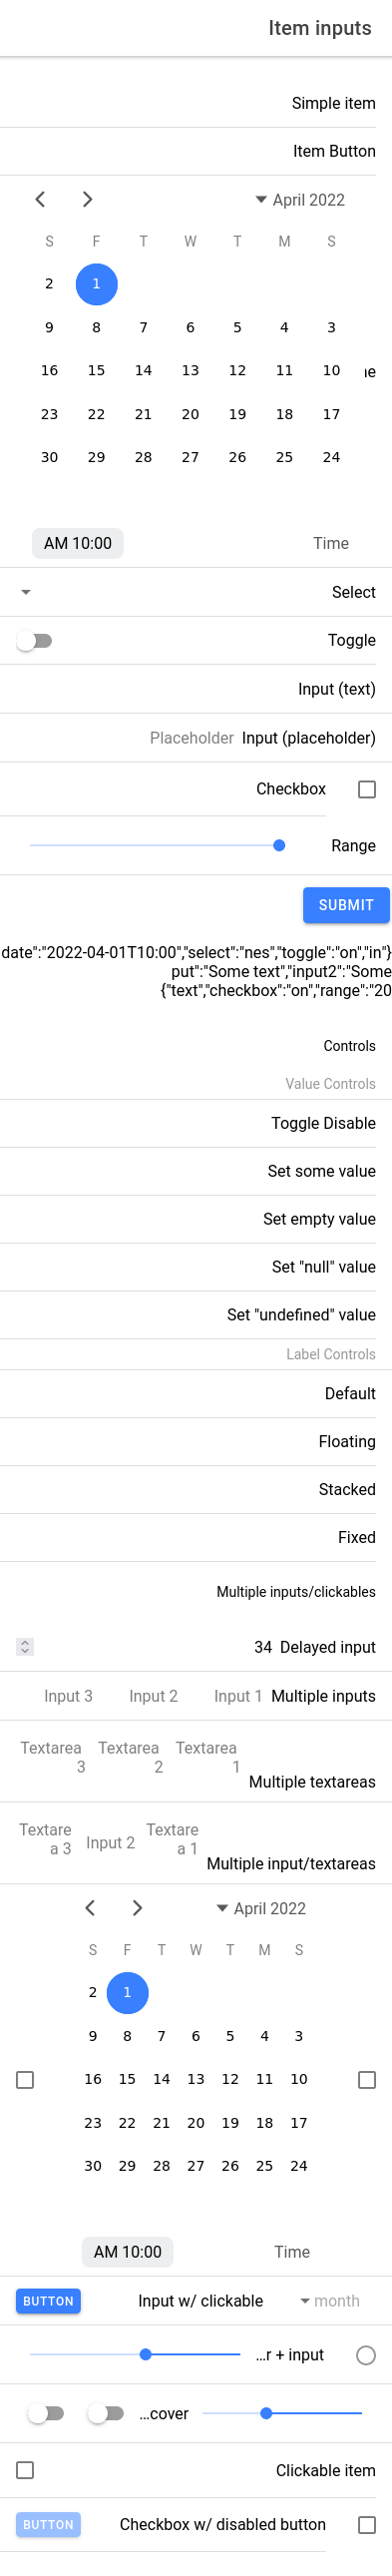 Item inputs
Simple item
Item Button
April 2022
S M T W T F S
1 2
3 4 5 6 7 8 9
10 11 12 13 14 15 16
17 18 19 20 21 22 23
24 25 26 27 28 29 30
Time AM 10:00
Select
Toggle
Input (text)
Input (placeholder) Placeholder
Checkbox
Range
SUBMIT
date":"2022-04-01T10:00","select":"nes","toggle":"on","in"}
put":"Some text","input2":"Some
{"text","checkbox":"on","range":"20
Controls
Value Controls
Toggle Disable
Set some value
Set empty value
Set "null" value
Set "undefined" value
Label Controls
Default
Floating
Stacked
Fixed
Multiple inputs/clickables
Delayed input 34
Multiple inputs Input 1 Input 2 Input 3
Multiple textareas Textarea 1 Textarea 2 Textarea 3
Multiple input/textareas Textarea 1 Input 2 Textarea 3
April 2022
S M T W T F S
1 2
3 4 5 6 7 8 9
10 11 12 13 14 15 16
17 18 19 20 21 22 23
24 25 26 27 28 29 30
Time AM 10:00
month Input w/ clickable BUTTON
...r + input
...cover
Clickable item
Checkbox w/ disabled button BUTTON